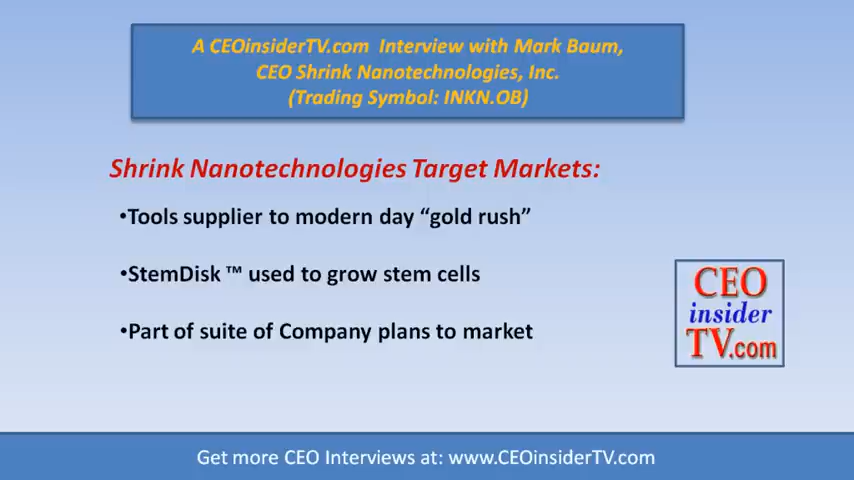 A CEOinsiderTV.com Interview with Mark Baum,
CEO Shrink Nanotechnologies, Inc.
(Trading Symbol: INKN.OB)
Shrink Nanotechnologies Target Markets:
•Tools supplier to modern day “gold rush”
•StemDisk ™ used to grow stem cells
•Part of suite of Company plans to market
CEO
insider
TV.com
Get more CEO Interviews at: www.CEOinsiderTV.com